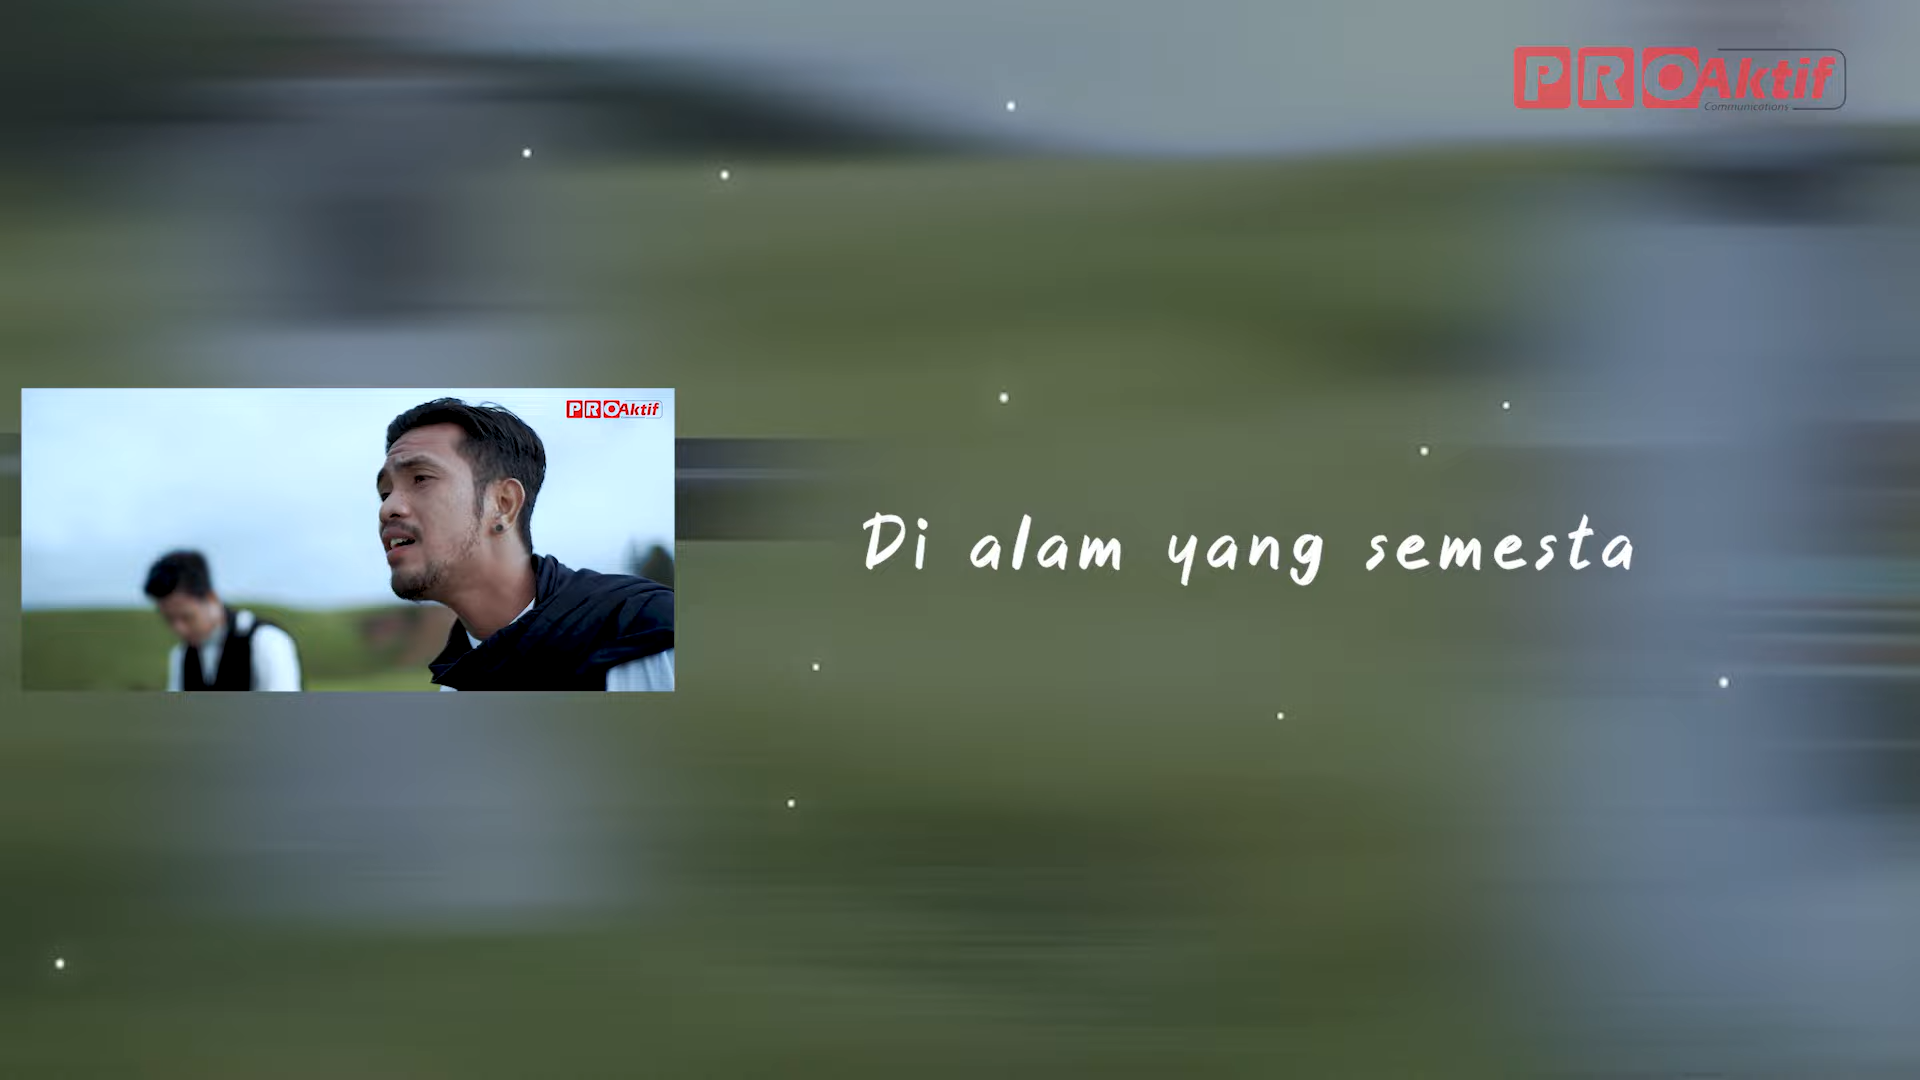 PROAktif
Communications
PROAktif
Di alam yang semesta